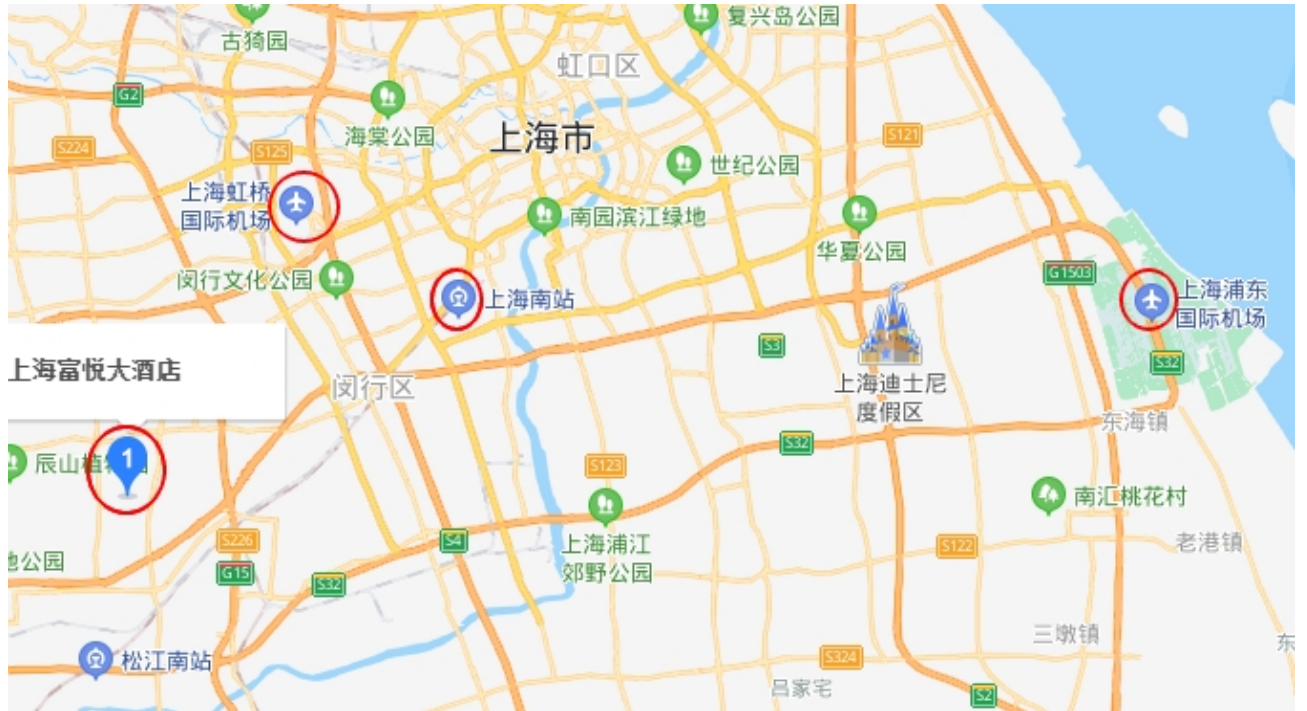 复兴岛公园
古猗园
虹口区
G2
海棠公园
上海市
S121
S224
S125
世纪公园
上海虹桥
国际机场
南园滨江绿地
华夏公园
闵行文化公园
G1503
上海南站
上海浦东
国际机场
S3
S32
上海富悦大酒店
闵行区
上海迪士尼
度假区
东海镇
S32
1
辰山植
S123
南汇桃花村
S226
S4
上海浦江
郊野公园
S122
老港镇
公园
G15
S32
三墩镇
东
松江南站
S324
吕家宅
S2